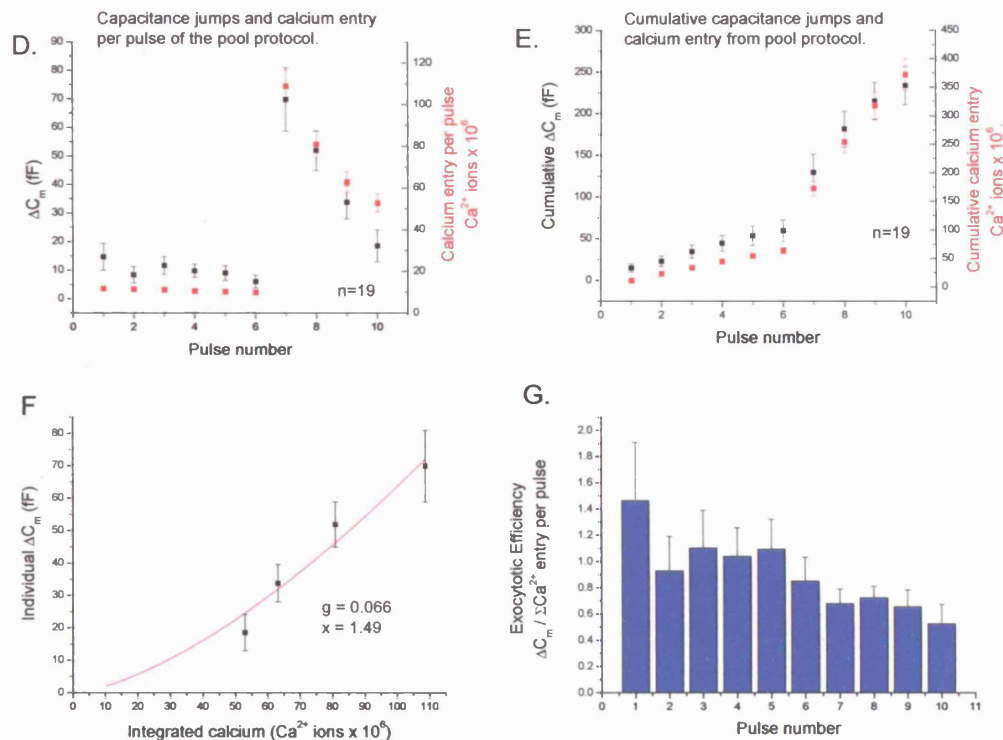 D.
Capacitance jumps and calcium entry
per pulse of the pool protocol.
90
80
70
60
50
40
30
20
10
0
ΔCm (fF)
120
100
80
60
40
20
0
Calcium entry per pulse
Ca²⁺ ions x 10⁶
n=19
0 2 4 6 8 10
Pulse number
E.
Cumulative capacitance jumps and
calcium entry from pool protocol.
300
250
200
150
100
50
0
Cumulative ΔCm (fF)
450
400
350
300
250
200
150
100
50
0
Cumulative calcium entry
Ca²⁺ ions x 10⁶
n=19
0 2 4 6 8 10
Pulse number
F
80
70
60
50
40
30
20
10
0
Individual ΔCm (fF)
g = 0.066
x = 1.49
0 10 20 30 40 50 60 70 80 90 100 110
Integrated calcium (Ca²⁺ ions x 10⁶)
G.
2.0
1.8
1.6
1.4
1.2
1.0
0.8
0.6
0.4
0.2
0.0
Exocytotic Efficiency
ΔCm / ΣCa²⁺ entry per pulse
0 1 2 3 4 5 6 7 8 9 10 11
Pulse number